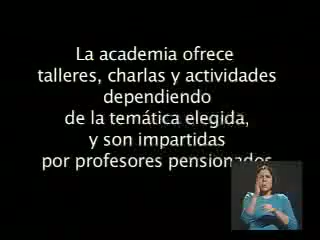 La academia ofrece
talleres, charlas y actividades
dependiendo
de la temática elegida,
y son impartidas
por profesores pensionados